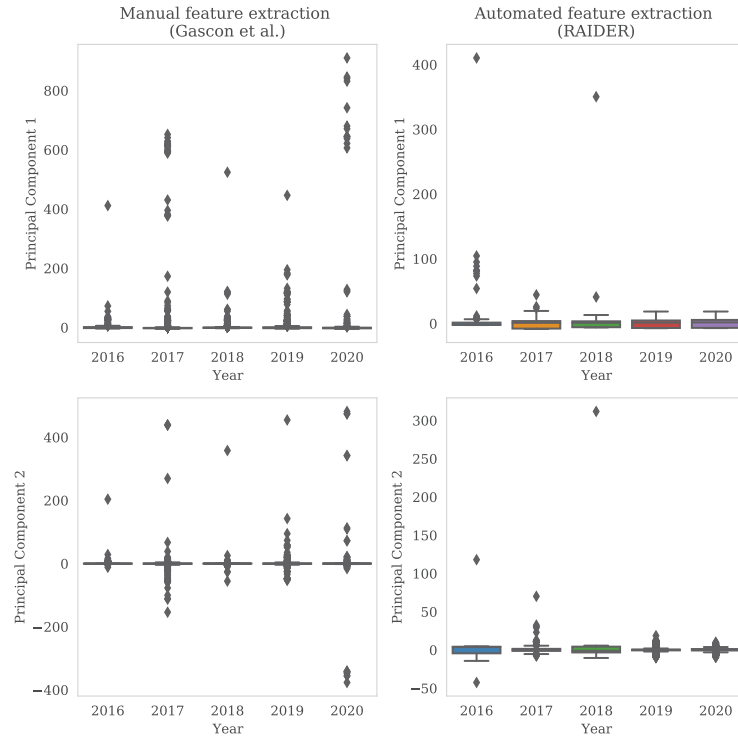 Manual feature extraction
(Gascon et al.)
Automated feature extraction
(RAIDER)
Principal Component 1
800
600
400
200
0
2016 2017 2018 2019 2020
Year
Principal Component 1
400
300
200
100
0
2016 2017 2018 2019 2020
Year
Principal Component 2
400
200
0
−200
−400
2016 2017 2018 2019 2020
Year
Principal Component 2
300
250
200
150
100
50
0
−50
2016 2017 2018 2019 2020
Year